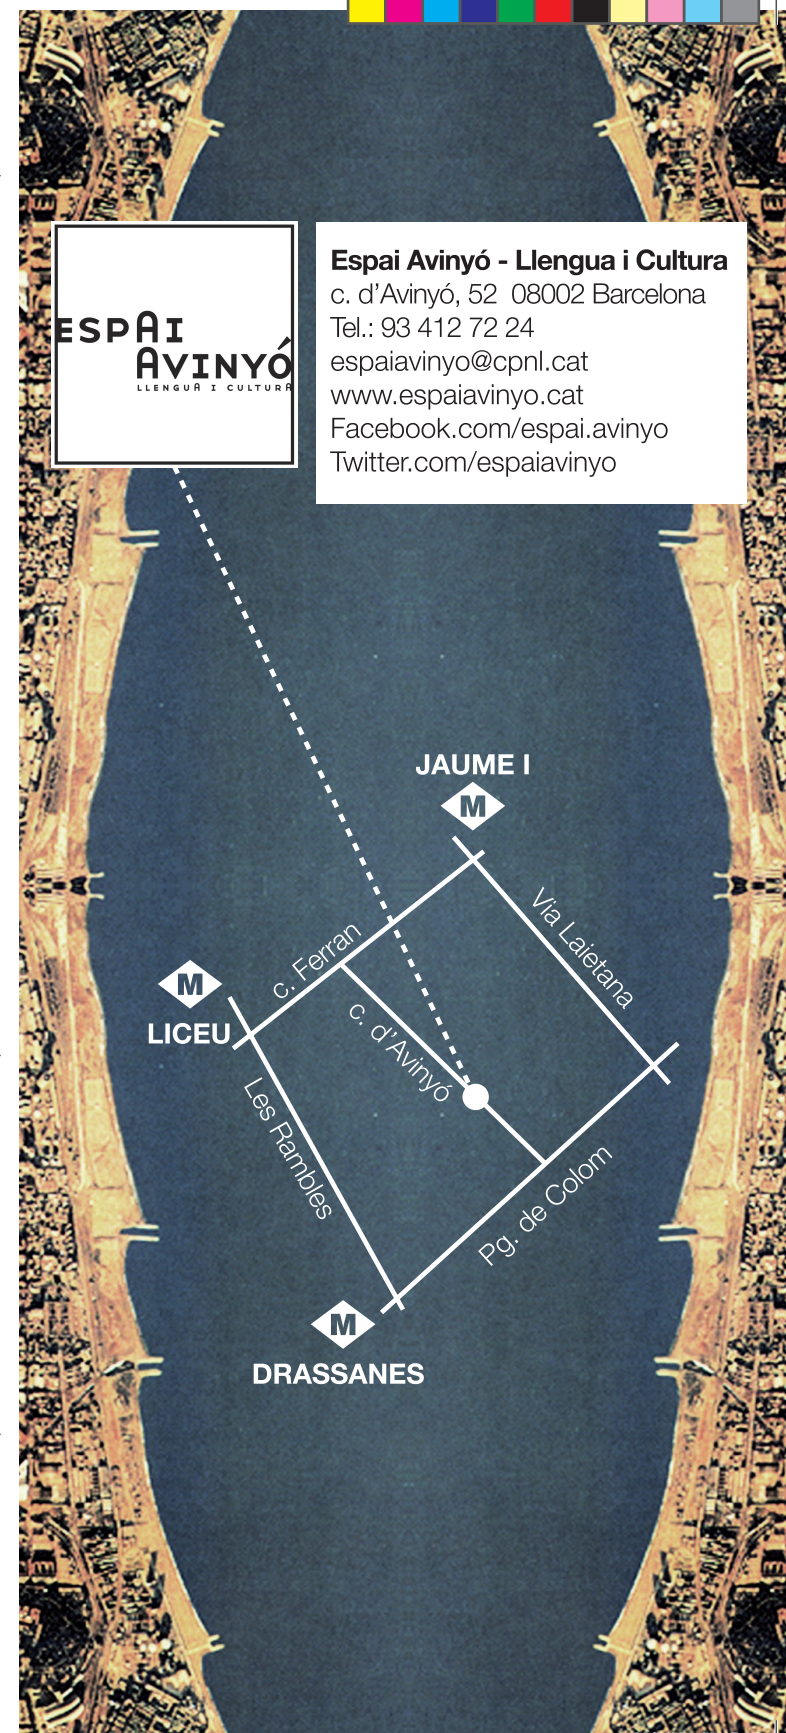 ESPAI
AVINYÓ
LLENGUA I CULTURA
Espai Avinyó - Llengua i Cultura
c. d'Avinyó, 52 08002 Barcelona
Tel.: 93 412 72 24
espaiavinyo@cpnl.cat
www.espaiavinyo.cat
Facebook.com/espai.avinyo
Twitter.com/espaiavinyo
JAUME I
M
Via Laietana
c. Ferran
M
LICEU
c. d'Avinyó
Les Rambles
Pg. de Colom
M
DRASSANES